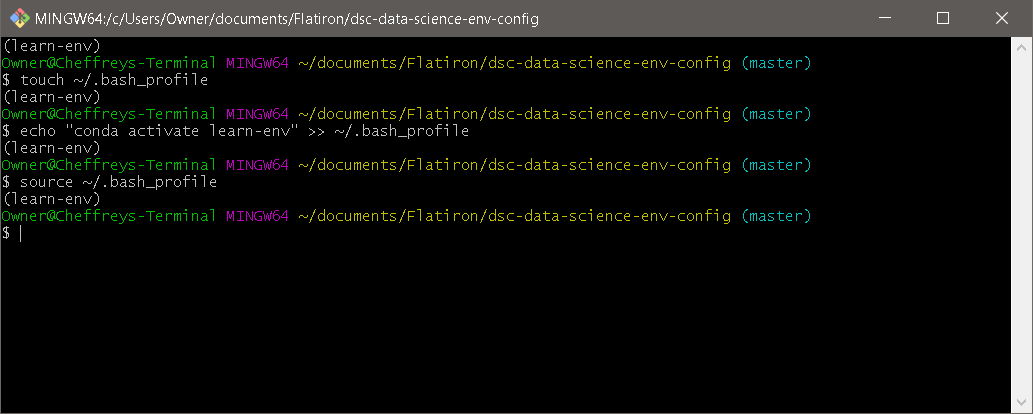 MINGW64:/c/Users/Owner/documents/Flatiron/dsc-data-science-env-config
(learn-env)
Owner@Cheffreys-Terminal MINGW64 ~/documents/Flatiron/dsc-data-science-env-config (master)
$ touch ~/.bash_profile
(learn-env)
Owner@Cheffreys-Terminal MINGW64 ~/documents/Flatiron/dsc-data-science-env-config (master)
$ echo "conda activate learn-env" >> ~/.bash_profile
(learn-env)
Owner@Cheffreys-Terminal MINGW64 ~/documents/Flatiron/dsc-data-science-env-config (master)
$ source ~/.bash_profile
(learn-env)
Owner@Cheffreys-Terminal MINGW64 ~/documents/Flatiron/dsc-data-science-env-config (master)
$